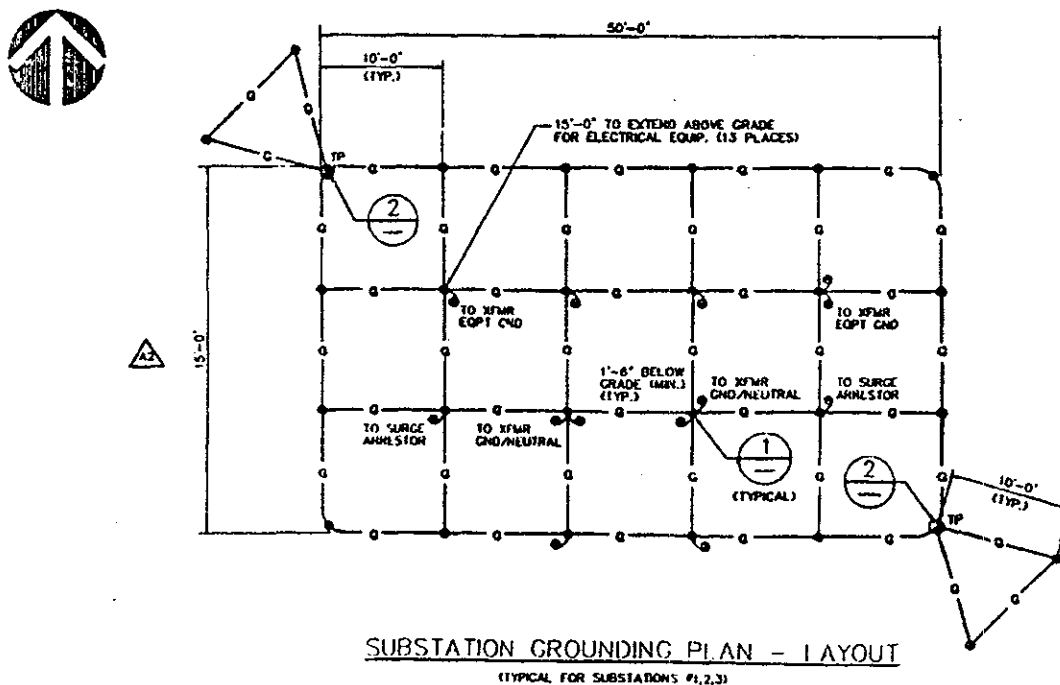 50'-0"
10'-0"
(TYP.)
15'-0" TO EXTEND ABOVE GRADE
FOR ELECTRICAL EQUIP. (13 PLACES)
G
G
G
TP
G
G
G
G
G
2
G
G
G
G
G
G
G
G
G
G
G
TO XFMR
EQPT GND
TO XFMR
EQPT GND
A2
15'-0"
G
G
G
G
G
G
1'-6" BELOW
GRADE (MIN.)
(TYP.)
TO XFMR
GND/NEUTRAL
TO SURGE
ARRESTOR
G
G
G
G
G
TO SURGE
ARRESTOR
TO XFMR
GND/NEUTRAL
1
(TYPICAL)
2
G
G
G
G
G
G
10'-0"
(TYP.)
TP
G
G
G
G
G
G
G
G
SUBSTATION GROUNDING PLAN - LAYOUT
(TYPICAL FOR SUBSTATIONS #1,2,3)